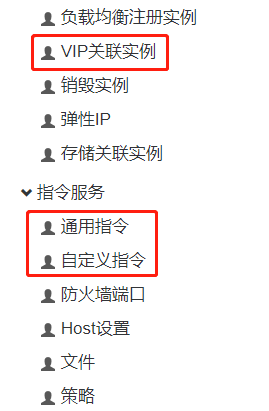 负载均衡注册实例
VIP关联实例
销毁实例
弹性IP
存储关联实例
指令服务
通用指令
自定义指令
防火墙端口
Host设置
文件
策略